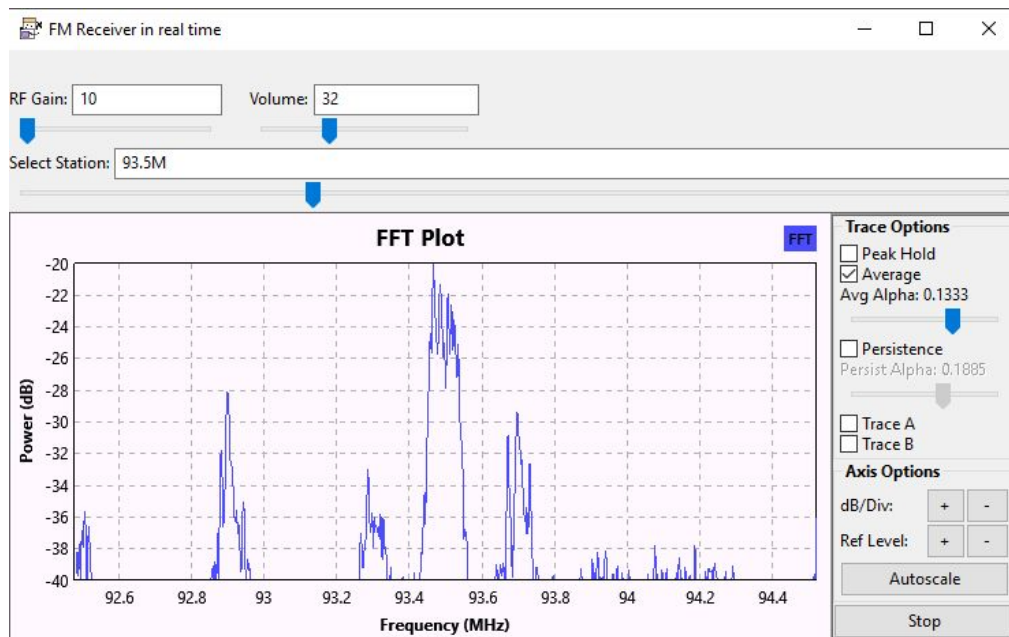 FM Receiver in real time
RF Gain: 10 Volume: 32
Select Station: 93.5M
FFT Plot
FFT
-20
-22
-24
-26
-28
-30
-32
-34
-36
-38
-40
Power (dB)
92.6 92.8 93 93.2 93.4 93.6 93.8 94 94.2 94.4
Frequency (MHz)
Trace Options
Peak Hold
Average
Avg Alpha: 0.1333
Persistence
Persist Alpha: 0.1885
Trace A
Trace B
Axis Options
dB/Div: + -
Ref Level: + -
Autoscale
Stop